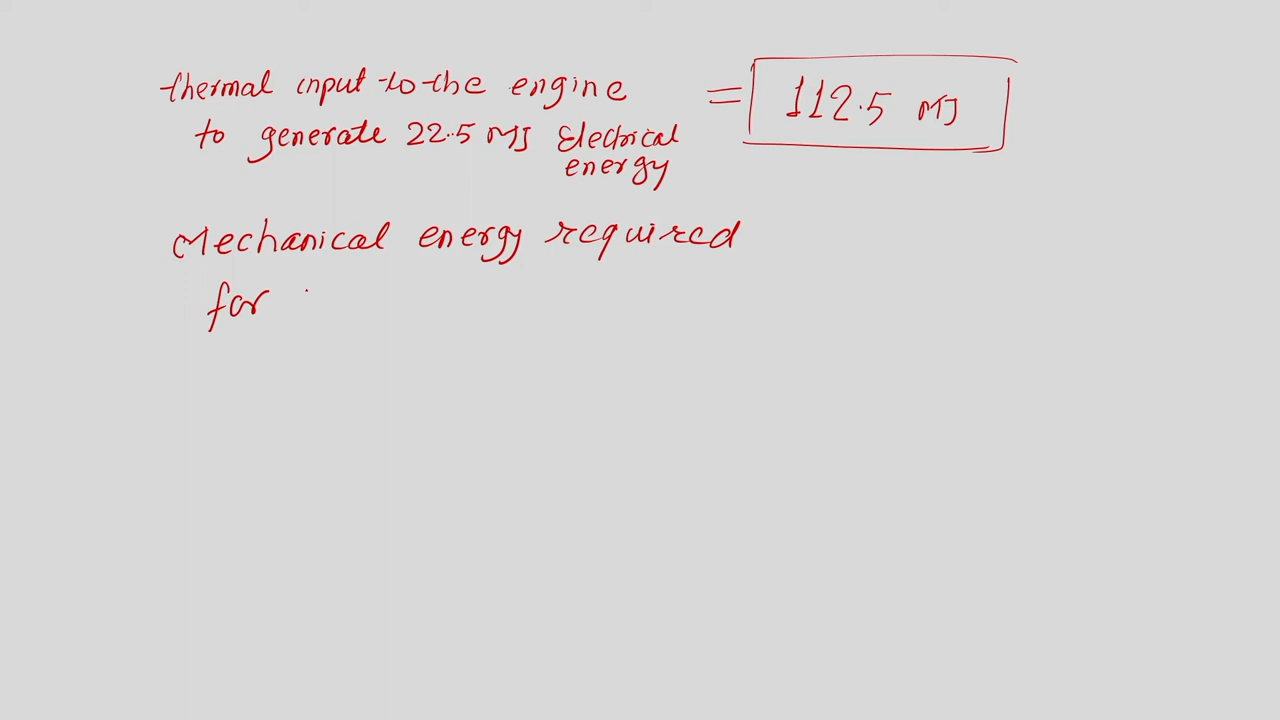 thermal input to the engine = 112.5 MJ
to generate 22.5 MJ Electrical
energy
Mechanical energy required
for